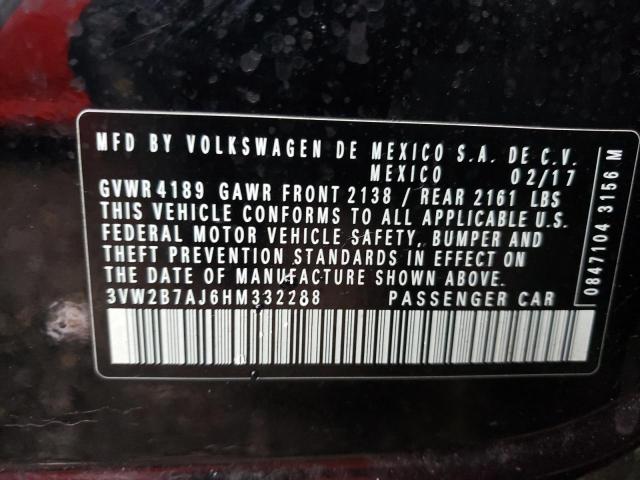 MFD BY VOLKSWAGEN DE MEXICO S.A. DE C.V.
MEXICO 02/17
GVWR 4189 GAWR FRONT 2138 / REAR 2161 LBS
THIS VEHICLE CONFORMS TO ALL APPLICABLE U.S.
FEDERAL MOTOR VEHICLE SAFETY, BUMPER AND
THEFT PREVENTION STANDARDS IN EFFECT ON
THE DATE OF MANUFACTURE SHOWN ABOVE.
3VW2B7AJ6HM332288 PASSENGER CAR
0847104 3156 M